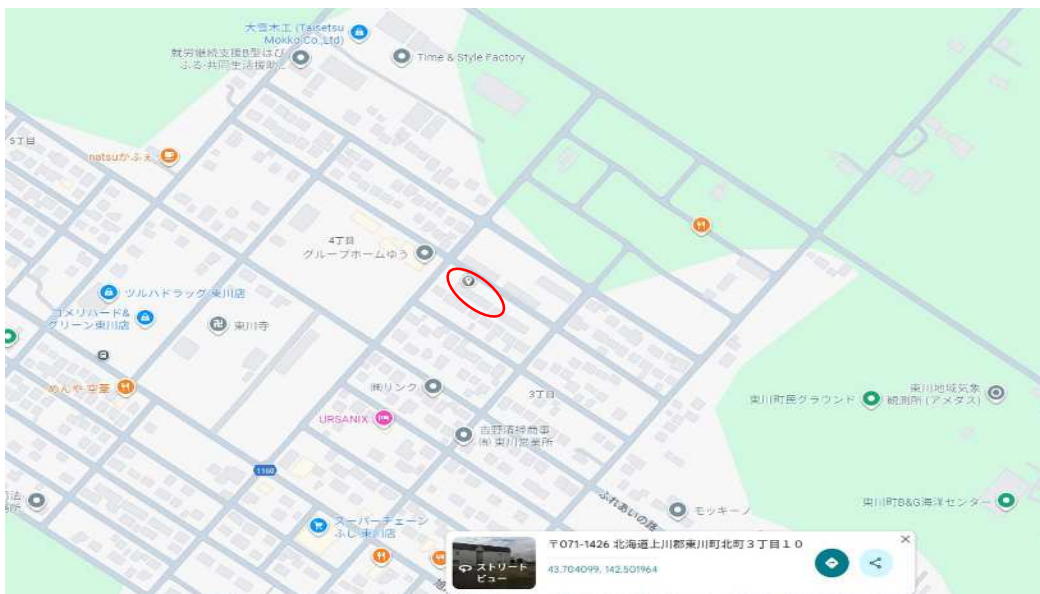 大雪木工 (Taisetsu
Mokko Co.,Ltd)
就労継続支援B型はぴ
ふる・共同生活援助
Time & Style Factory
5丁目
natsuかふぇ
4丁目
グループホームゆう
ツルハドラッグ東川店
コメリハード&
グリーン東川店
東川寺
めんや 空葉
㈱リンク
3丁目
URSANIX
吉野清掃商事
㈲ 東川営業所
東川町民グラウンド
東川地域気象
観測所 (アメダス)
1160
ふれあいの路
モッキーノ
東川町B&G海洋センター
スーパーチェーン
ふじ 東川店
〒071-1426 北海道上川郡東川町北町3丁目10
43.704099, 142.501964
ストリート
ビュー